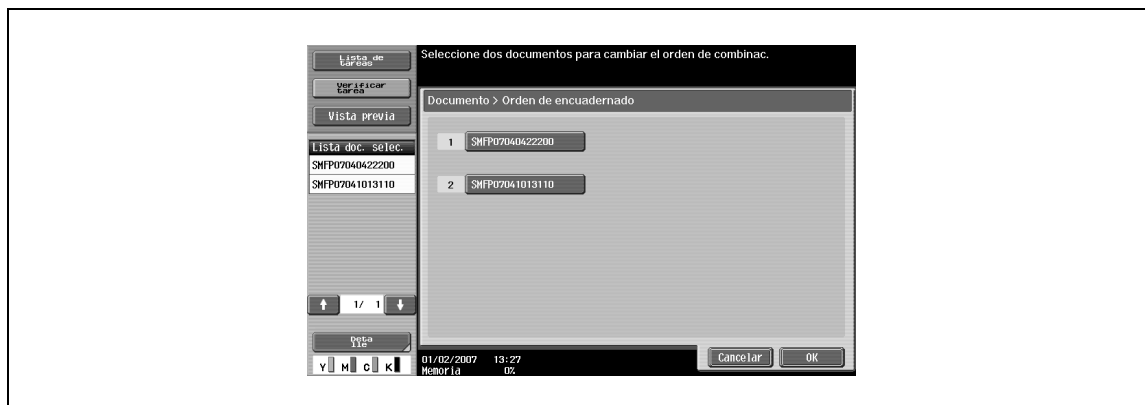 Lista de
tareas
Verificar
tarea
Vista previa
Lista doc. selec.
SMFP07040422200
SMFP07041013110
1/ 1
Deta
lle
Y M C K
Seleccione dos documentos para cambiar el orden de combinac.
Documento > Orden de encuadernado
1 SMFP07040422200
2 SMFP07041013110
01/02/2007 13:27
Memoria 0%
Cancelar OK